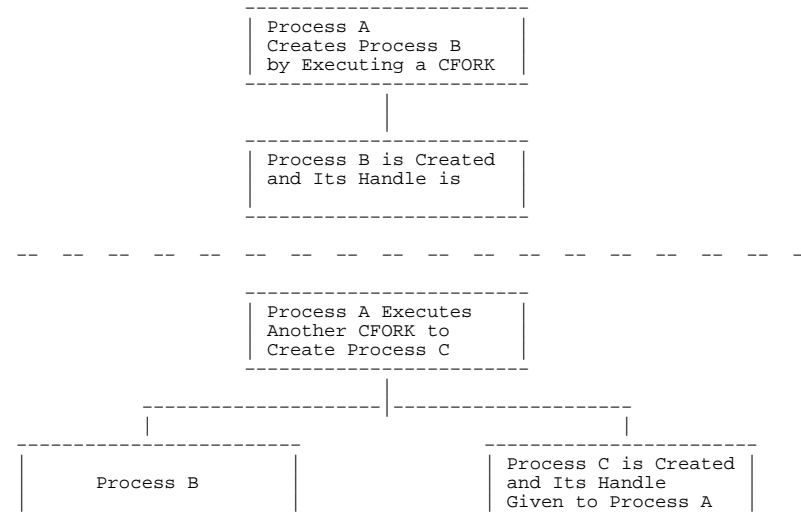 Process A
Creates Process B
by Executing a CFORK
Process B is Created
and Its Handle is
Process A Executes
Another CFORK to
Create Process C
Process B
Process C is Created
and Its Handle
Given to Process A